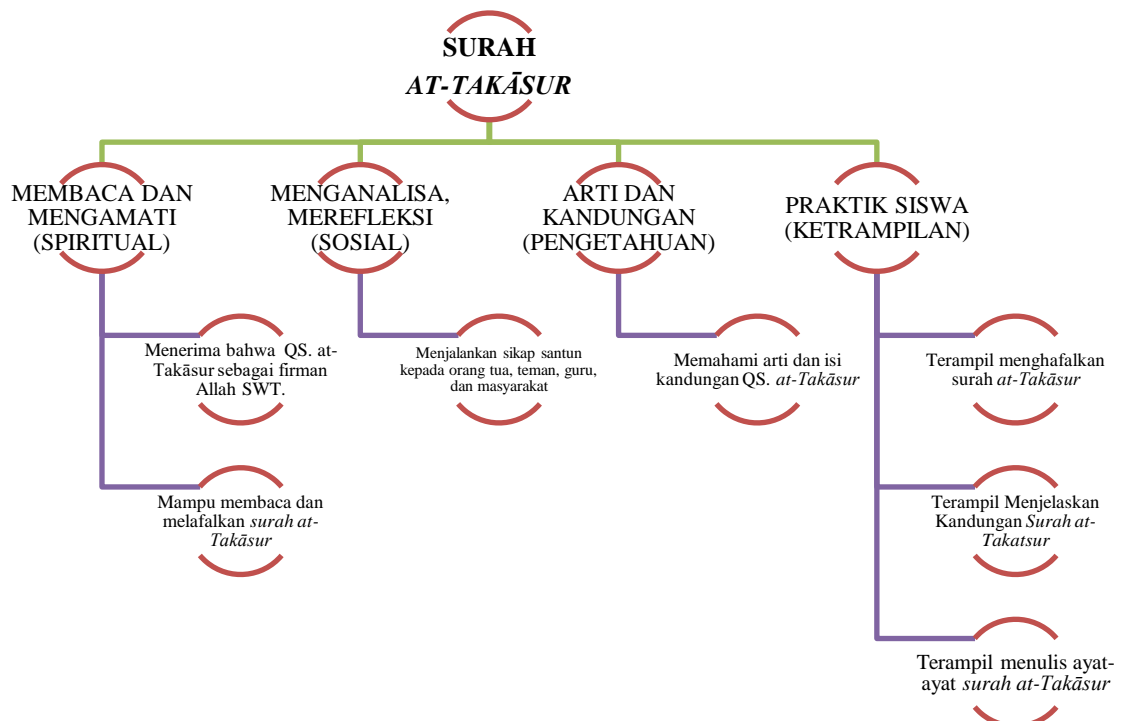 SURAH
AT-TAKĀSUR
MEMBACA DAN
MENGAMATI
(SPIRITUAL)
MENGANALISA,
MEREFLEKSI
(SOSIAL)
ARTI DAN
KANDUNGAN
(PENGETAHUAN)
PRAKTIK SISWA
(KETRAMPILAN)
Menerima bahwa QS. at-
Takāsur sebagai firman
Allah SWT.
Mampu membaca dan
melafalkan surah at-
Takāsur
Menjalankan sikap santun
kepada orang tua, teman, guru,
dan masyarakat
Memahami arti dan isi
kandungan QS. at-Takāsur
Terampil menghafalkan
surah at-Takāsur
Terampil Menjelaskan
Kandungan Surah at-
Takatsur
Terampil menulis ayat-
ayat surah at-Takāsur